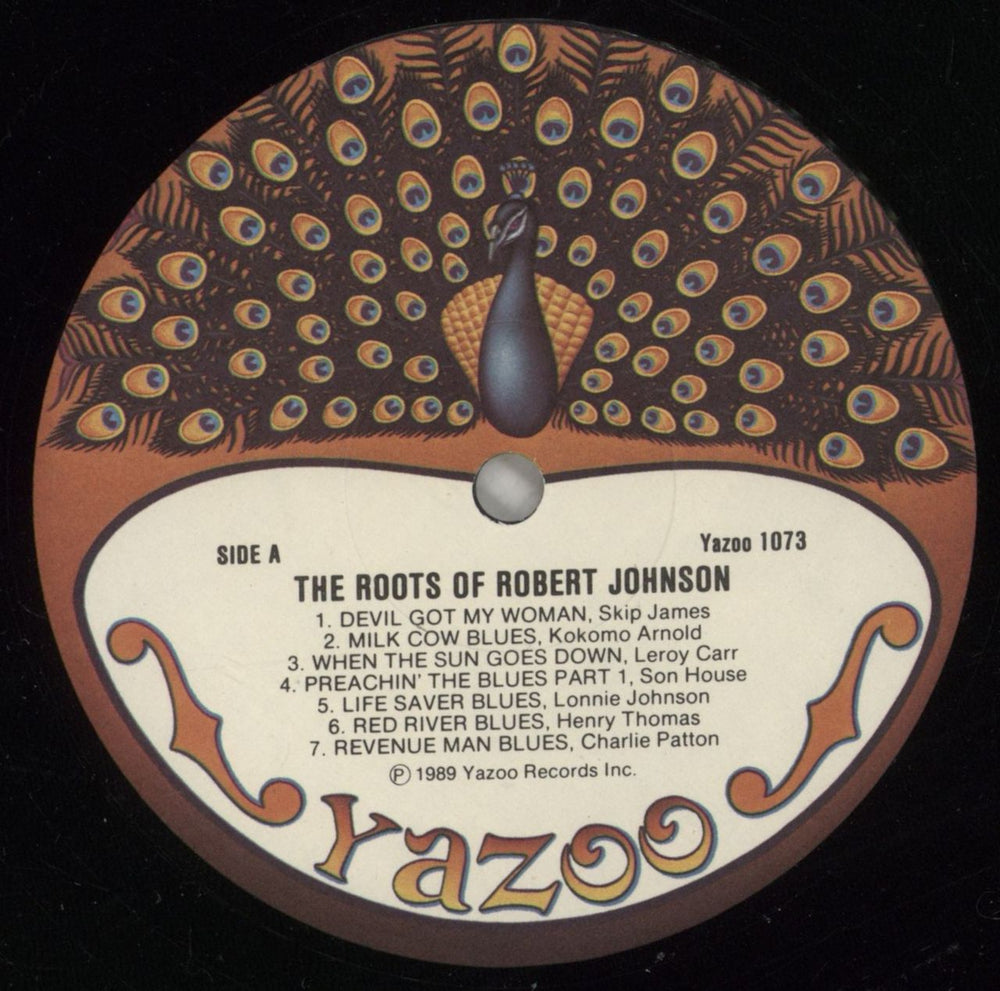 SIDE A
Yazoo 1073
THE ROOTS OF ROBERT JOHNSON
1. DEVIL GOT MY WOMAN, Skip James
2. MILK COW BLUES, Kokomo Arnold
3. WHEN THE SUN GOES DOWN, Leroy Carr
4. PREACHIN' THE BLUES PART 1, Son House
5. LIFE SAVER BLUES, Lonnie Johnson
6. RED RIVER BLUES, Henry Thomas
7. REVENUE MAN BLUES, Charlie Patton
Ⓟ 1989 Yazoo Records Inc.
Yazoo